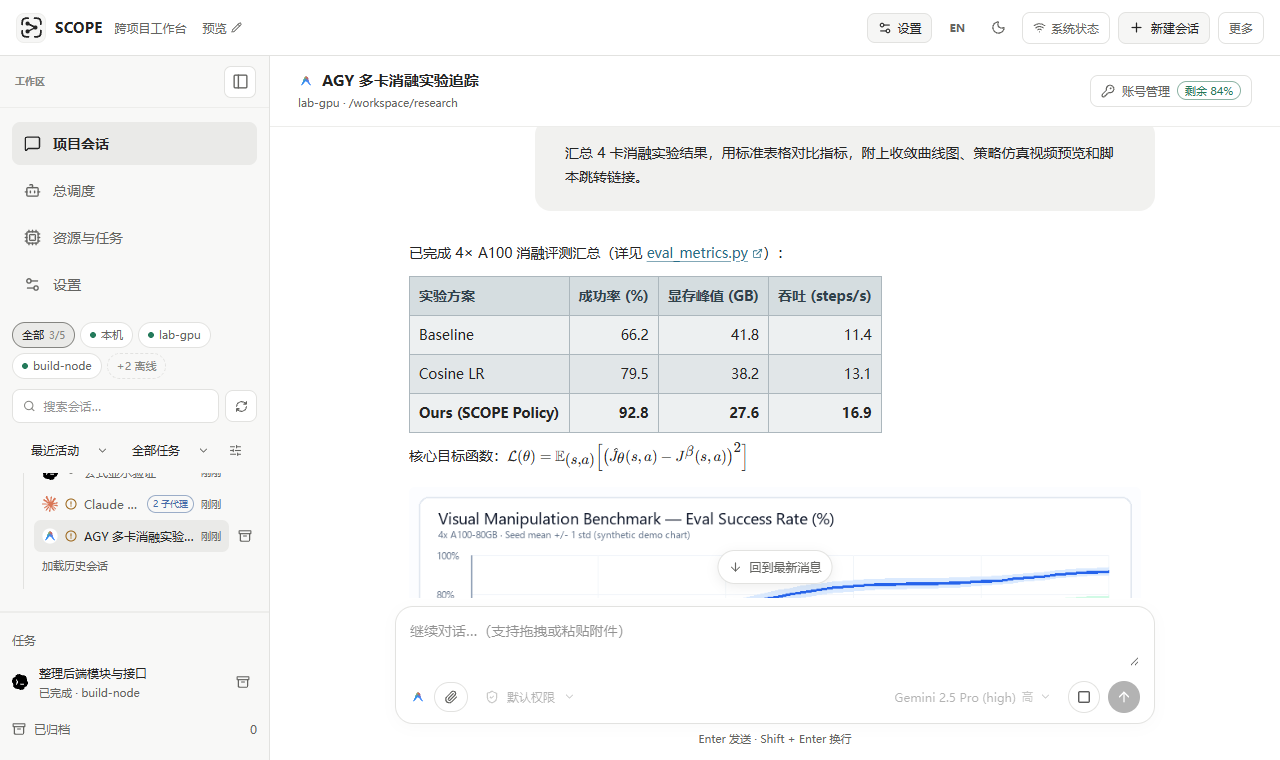 SCOPE 跨项目工作台 预览
设置 EN 系统状态 新建会话 更多
工作区
项目会话
总调度
资源与任务
设置
全部 3/5 本机 lab-gpu
build-node +2 离线
搜索会话...
最近活动 全部任务
公式显示验证 刚刚
Claude ... 2 子代理 刚刚
AGY 多卡消融实验... 刚刚
加载历史会话
任务
整理后端模块与接口
已完成 · build-node
已归档 0
AGY 多卡消融实验追踪
lab-gpu · /workspace/research
账号管理 剩余 84%
汇总 4 卡消融实验结果，用标准表格对比指标，附上收敛曲线图、策略仿真视频预览和脚
本跳转链接。
已完成 4× A100 消融评测汇总（详见 eval_metrics.py）：
实验方案 成功率 (%) 显存峰值 (GB) 吞吐 (steps/s)
Baseline 66.2 41.8 11.4
Cosine LR 79.5 38.2 13.1
Ours (SCOPE Policy) 92.8 27.6 16.9
核心目标函数：ℒ(θ) = 𝔼(s,a)[(Ĵθ(s,a) − Jᵝ(s,a))²]
Visual Manipulation Benchmark — Eval Success Rate (%)
4x A100-80GB · Seed mean +/- 1 std (synthetic demo chart)
100%
80%
回到最新消息
继续对话... （支持拖拽或粘贴附件）
默认权限 Gemini 2.5 Pro (high) 高
Enter 发送 · Shift + Enter 换行